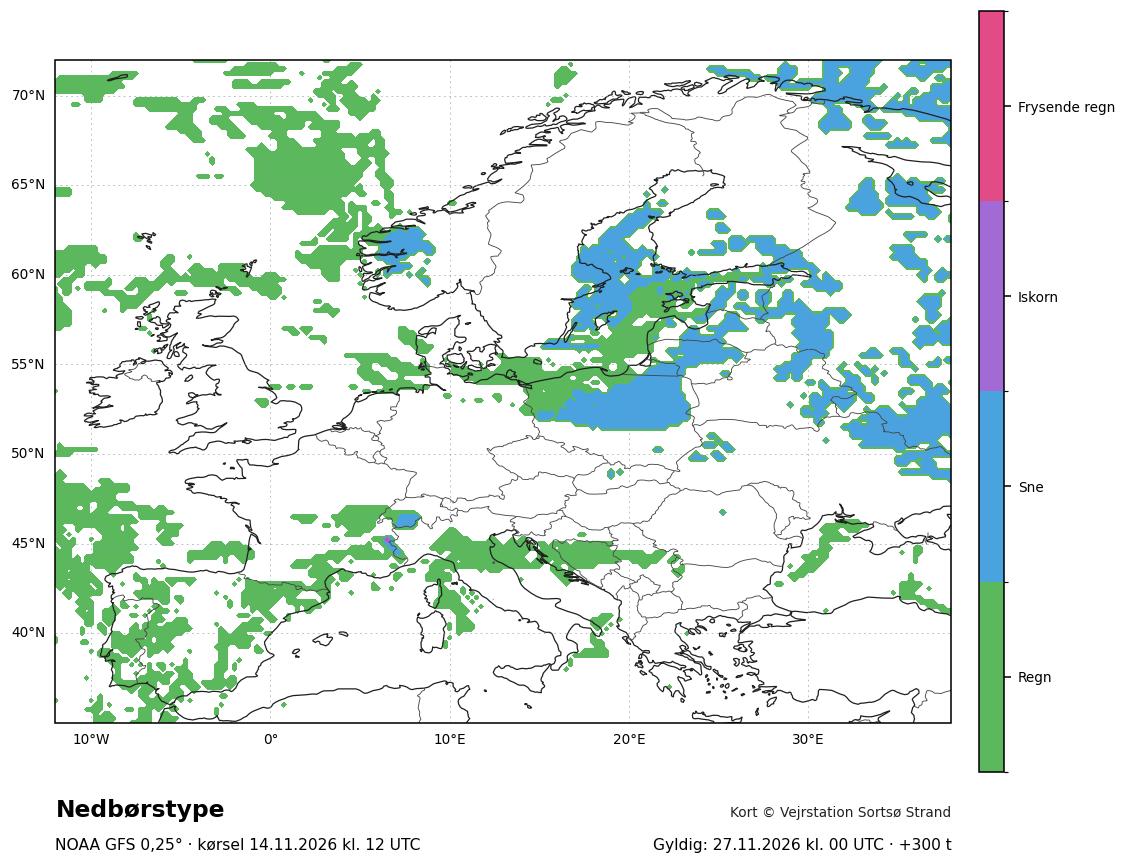 70°N
65°N
60°N
55°N
50°N
45°N
40°N
10°W
0°
10°E
20°E
30°E
Frysende regn
Iskorn
Sne
Regn
Nedbørstype
Kort © Vejrstation Sortsø Strand
NOAA GFS 0,25° · kørsel 14.11.2026 kl. 12 UTC
Gyldig: 27.11.2026 kl. 00 UTC · +300 t